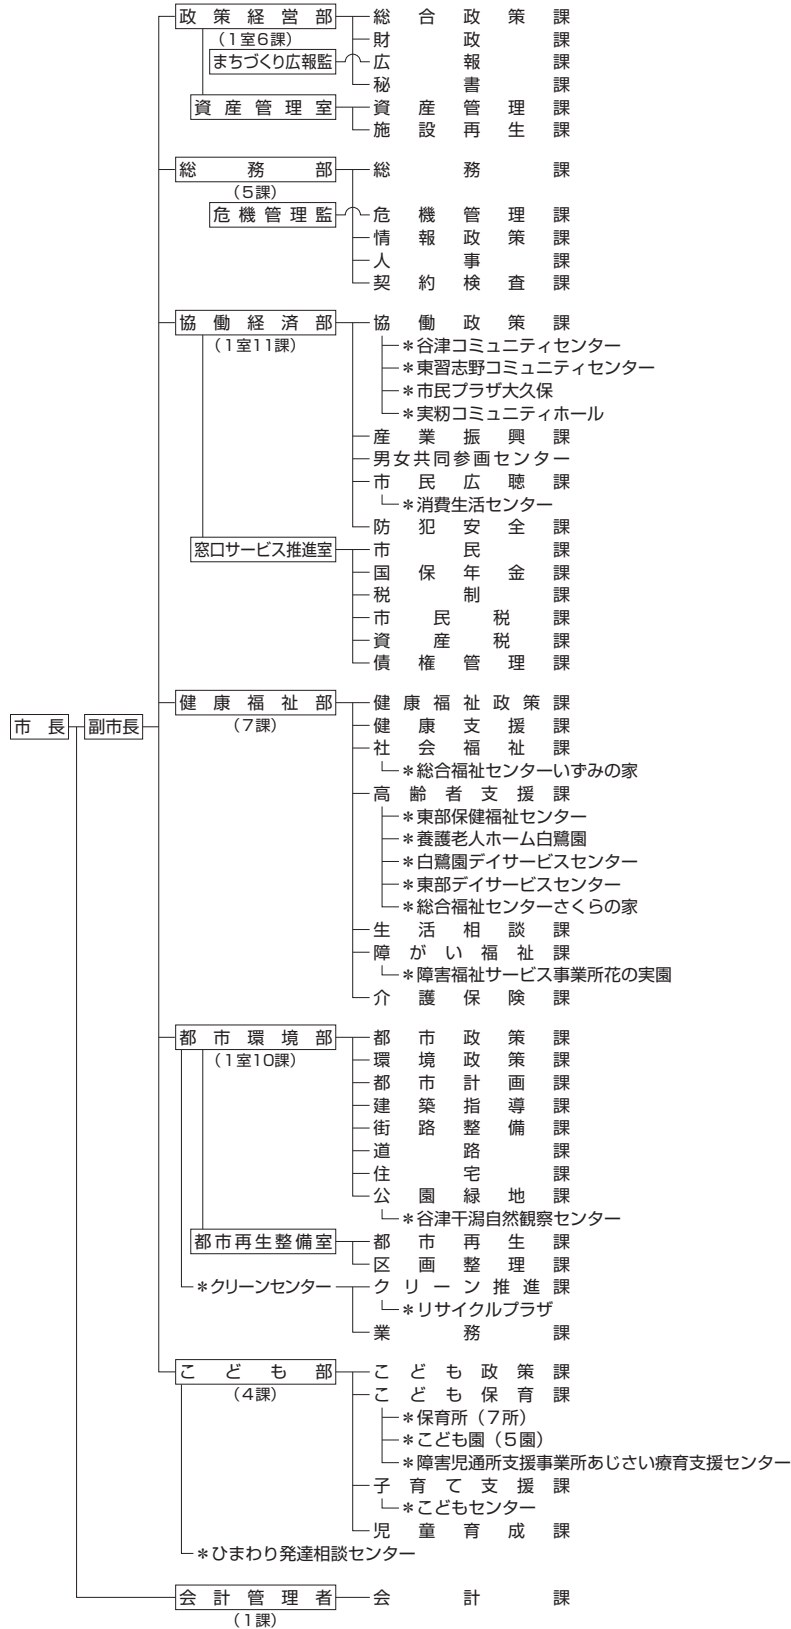 政策経営部 総合政策課
（1室6課） 財政課
まちづくり広報監 広報課
秘書課
資産管理室 資産管理課
施設再生課
総務部 総務課
（5課）
危機管理監 危機管理課
情報政策課
人事課
契約検査課
協働経済部 協働政策課
（1室11課） ＊谷津コミュニティセンター
＊東習志野コミュニティセンター
＊市民プラザ大久保
＊実籾コミュニティホール
産業振興課
男女共同参画センター
市民広聴課
＊消費生活センター
防犯安全課
窓口サービス推進室 市民課
国保年金課
税制課
市民税課
資産税課
債権管理課
健康福祉部 健康福祉政策課
市長 副市長 （7課） 健康支援課
社会福祉課
＊総合福祉センターいずみの家
高齢者支援課
＊東部保健福祉センター
＊養護老人ホーム白鷺園
＊白鷺園デイサービスセンター
＊東部デイサービスセンター
＊総合福祉センターさくらの家
生活相談課
障がい福祉課
＊障害福祉サービス事業所花の実園
介護保険課
都市環境部 都市政策課
（1室10課） 環境政策課
都市計画課
建築指導課
街路整備課
道路課
住宅課
公園緑地課
＊谷津干潟自然観察センター
都市再生整備室 都市再生課
区画整理課
＊クリーンセンター クリーン推進課
＊リサイクルプラザ
業務課
こども部 こども政策課
（4課） こども保育課
＊保育所（7所）
＊こども園（5園）
＊障害児通所支援事業所あじさい療育支援センター
子育て支援課
＊こどもセンター
児童育成課
＊ひまわり発達相談センター
会計管理者 会計課
（1課）